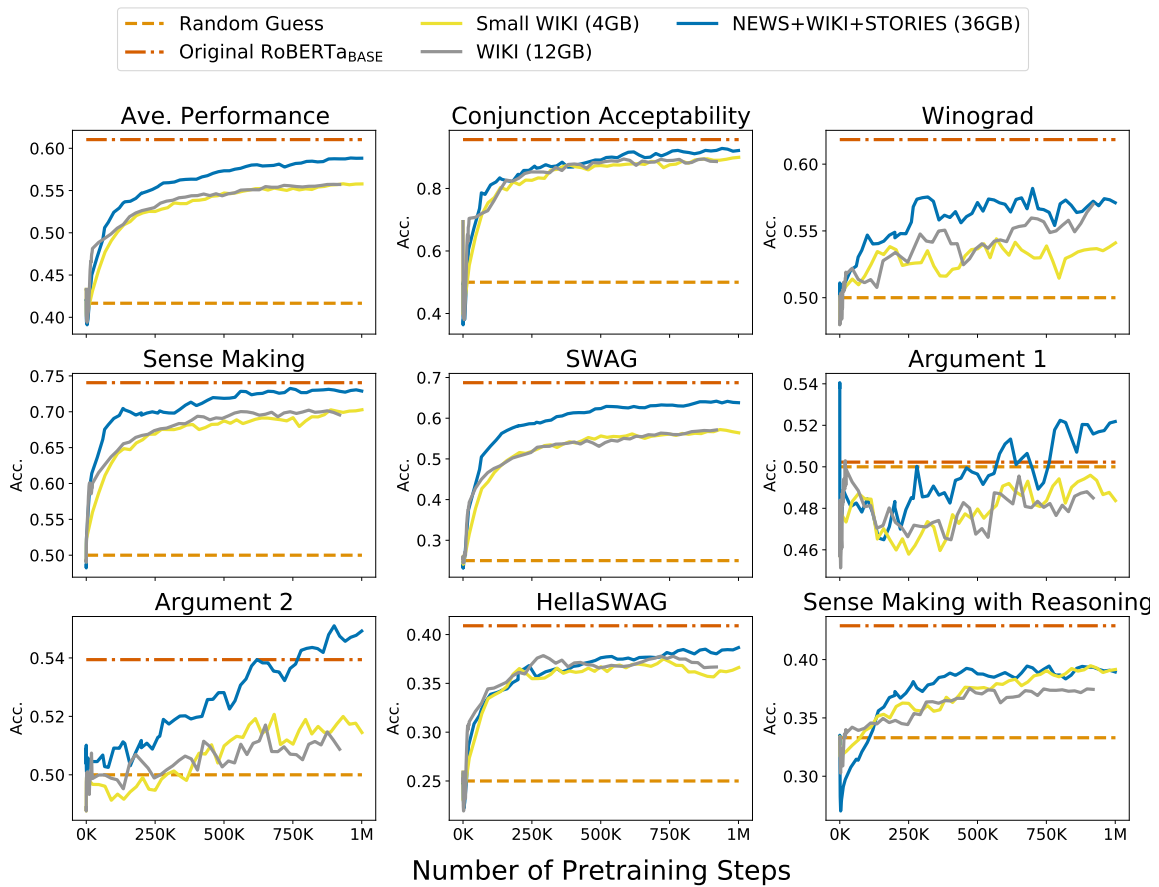 Random Guess
Original RoBERTaBASE
Small WIKI (4GB)
WIKI (12GB)
NEWS+WIKI+STORIES (36GB)
Ave. Performance
Conjunction Acceptability
Winograd
0.60
0.55
0.50
0.45
0.40
Acc.
0.8
0.6
0.4
Acc.
0.60
0.55
0.50
Acc.
Sense Making
SWAG
Argument 1
0.75
0.70
0.65
0.60
0.55
0.50
Acc.
0.7
0.6
0.5
0.4
0.3
Acc.
0.54
0.52
0.50
0.48
0.46
Acc.
Argument 2
HellaSWAG
Sense Making with Reasoning
0.54
0.52
0.50
Acc.
0K 250K 500K 750K 1M
0.40
0.35
0.30
0.25
Acc.
0K 250K 500K 750K 1M
0.40
0.35
0.30
Acc.
0K 250K 500K 750K 1M
Number of Pretraining Steps